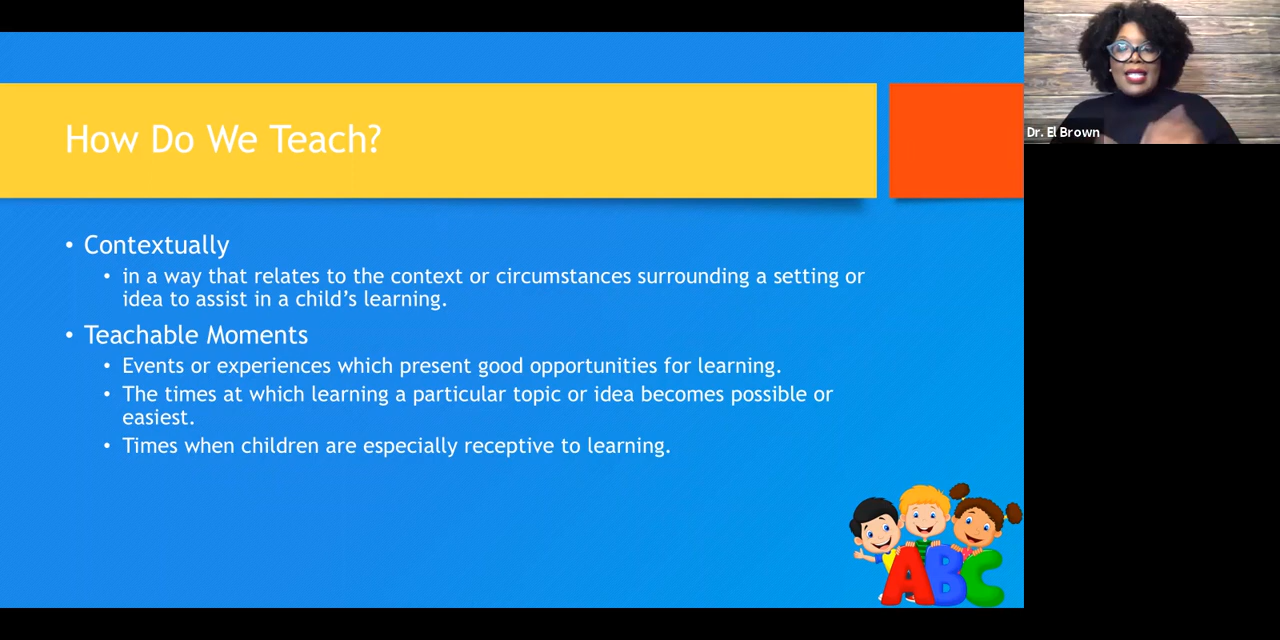 How Do We Teach?
• Contextually
• in a way that relates to the context or circumstances surrounding a setting or
idea to assist in a child’s learning.
• Teachable Moments
• Events or experiences which present good opportunities for learning.
• The times at which learning a particular topic or idea becomes possible or
easiest.
• Times when children are especially receptive to learning.
ABC
Dr. El Brown